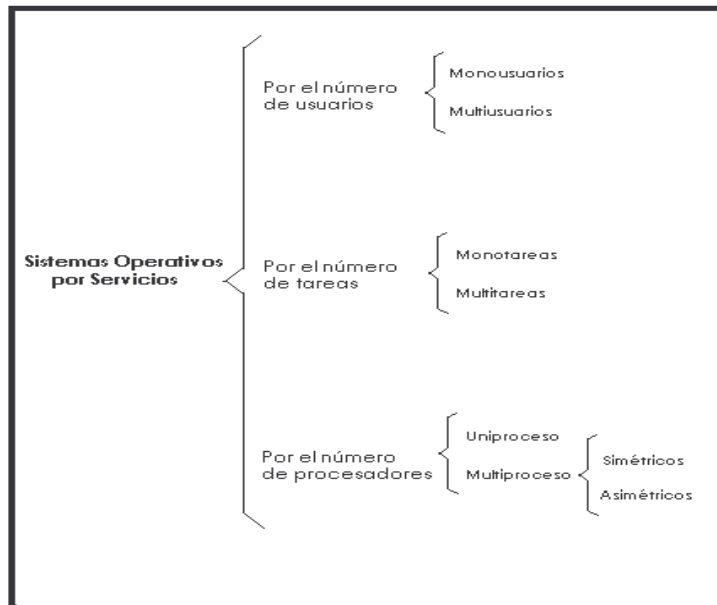 Sistemas Operativos
por Servicios
Por el número
de usuarios
Monousuarios
Multiusuarios
Por el número
de tareas
Monotareas
Multitareas
Por el número
de procesadores
Uniproceso
Multiproceso
Simétricos
Asimétricos